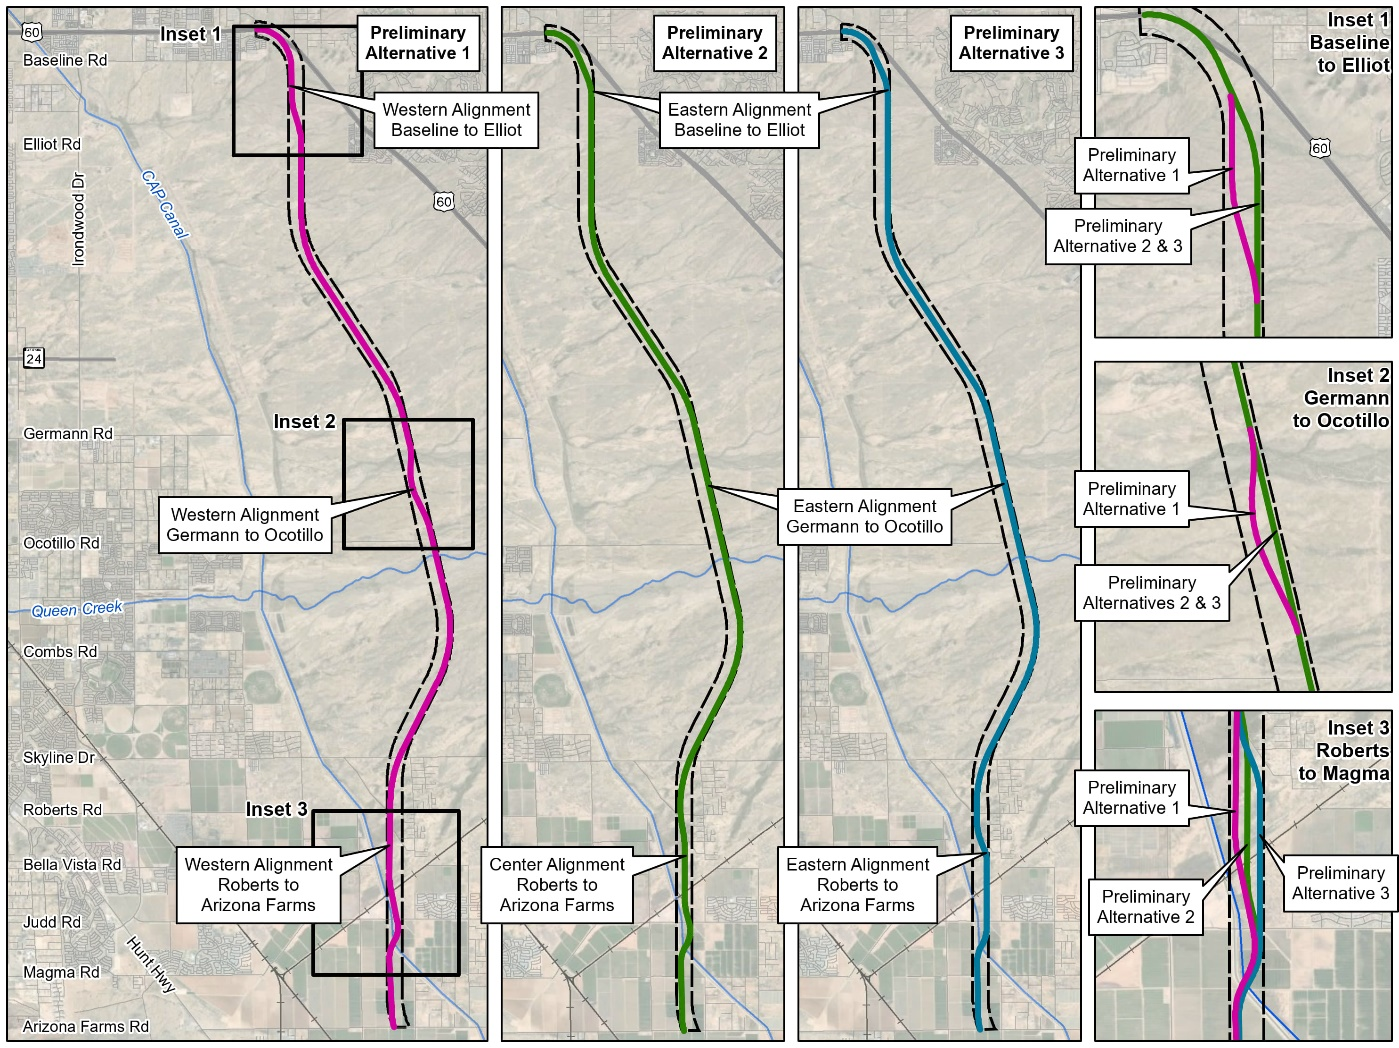 60
Baseline Rd
Elliot Rd
Irondwood Dr
CAP Canal
24
Germann Rd
Ocotillo Rd
Queen Creek
Combs Rd
Skyline Dr
Roberts Rd
Bella Vista Rd
Judd Rd
Hunt Hwy
Magma Rd
Arizona Farms Rd
Inset 1
Preliminary
Alternative 1
Western Alignment
Baseline to Elliot
60
Inset 2
Western Alignment
Germann to Ocotillo
Inset 3
Western Alignment
Roberts to
Arizona Farms
Preliminary
Alternative 2
Eastern Alignment
Baseline to Elliot
Eastern Alignment
Germann to Ocotillo
Center Alignment
Roberts to
Arizona Farms
Preliminary
Alternative 3
Eastern Alignment
Roberts to
Arizona Farms
Inset 1
Baseline
to Elliot
60
Preliminary
Alternative 1
Preliminary
Alternative 2 & 3
Inset 2
Germann
to Ocotillo
Preliminary
Alternative 1
Preliminary
Alternatives 2 & 3
Inset 3
Roberts
to Magma
Preliminary
Alternative 1
Preliminary
Alternative 2
Preliminary
Alternative 3